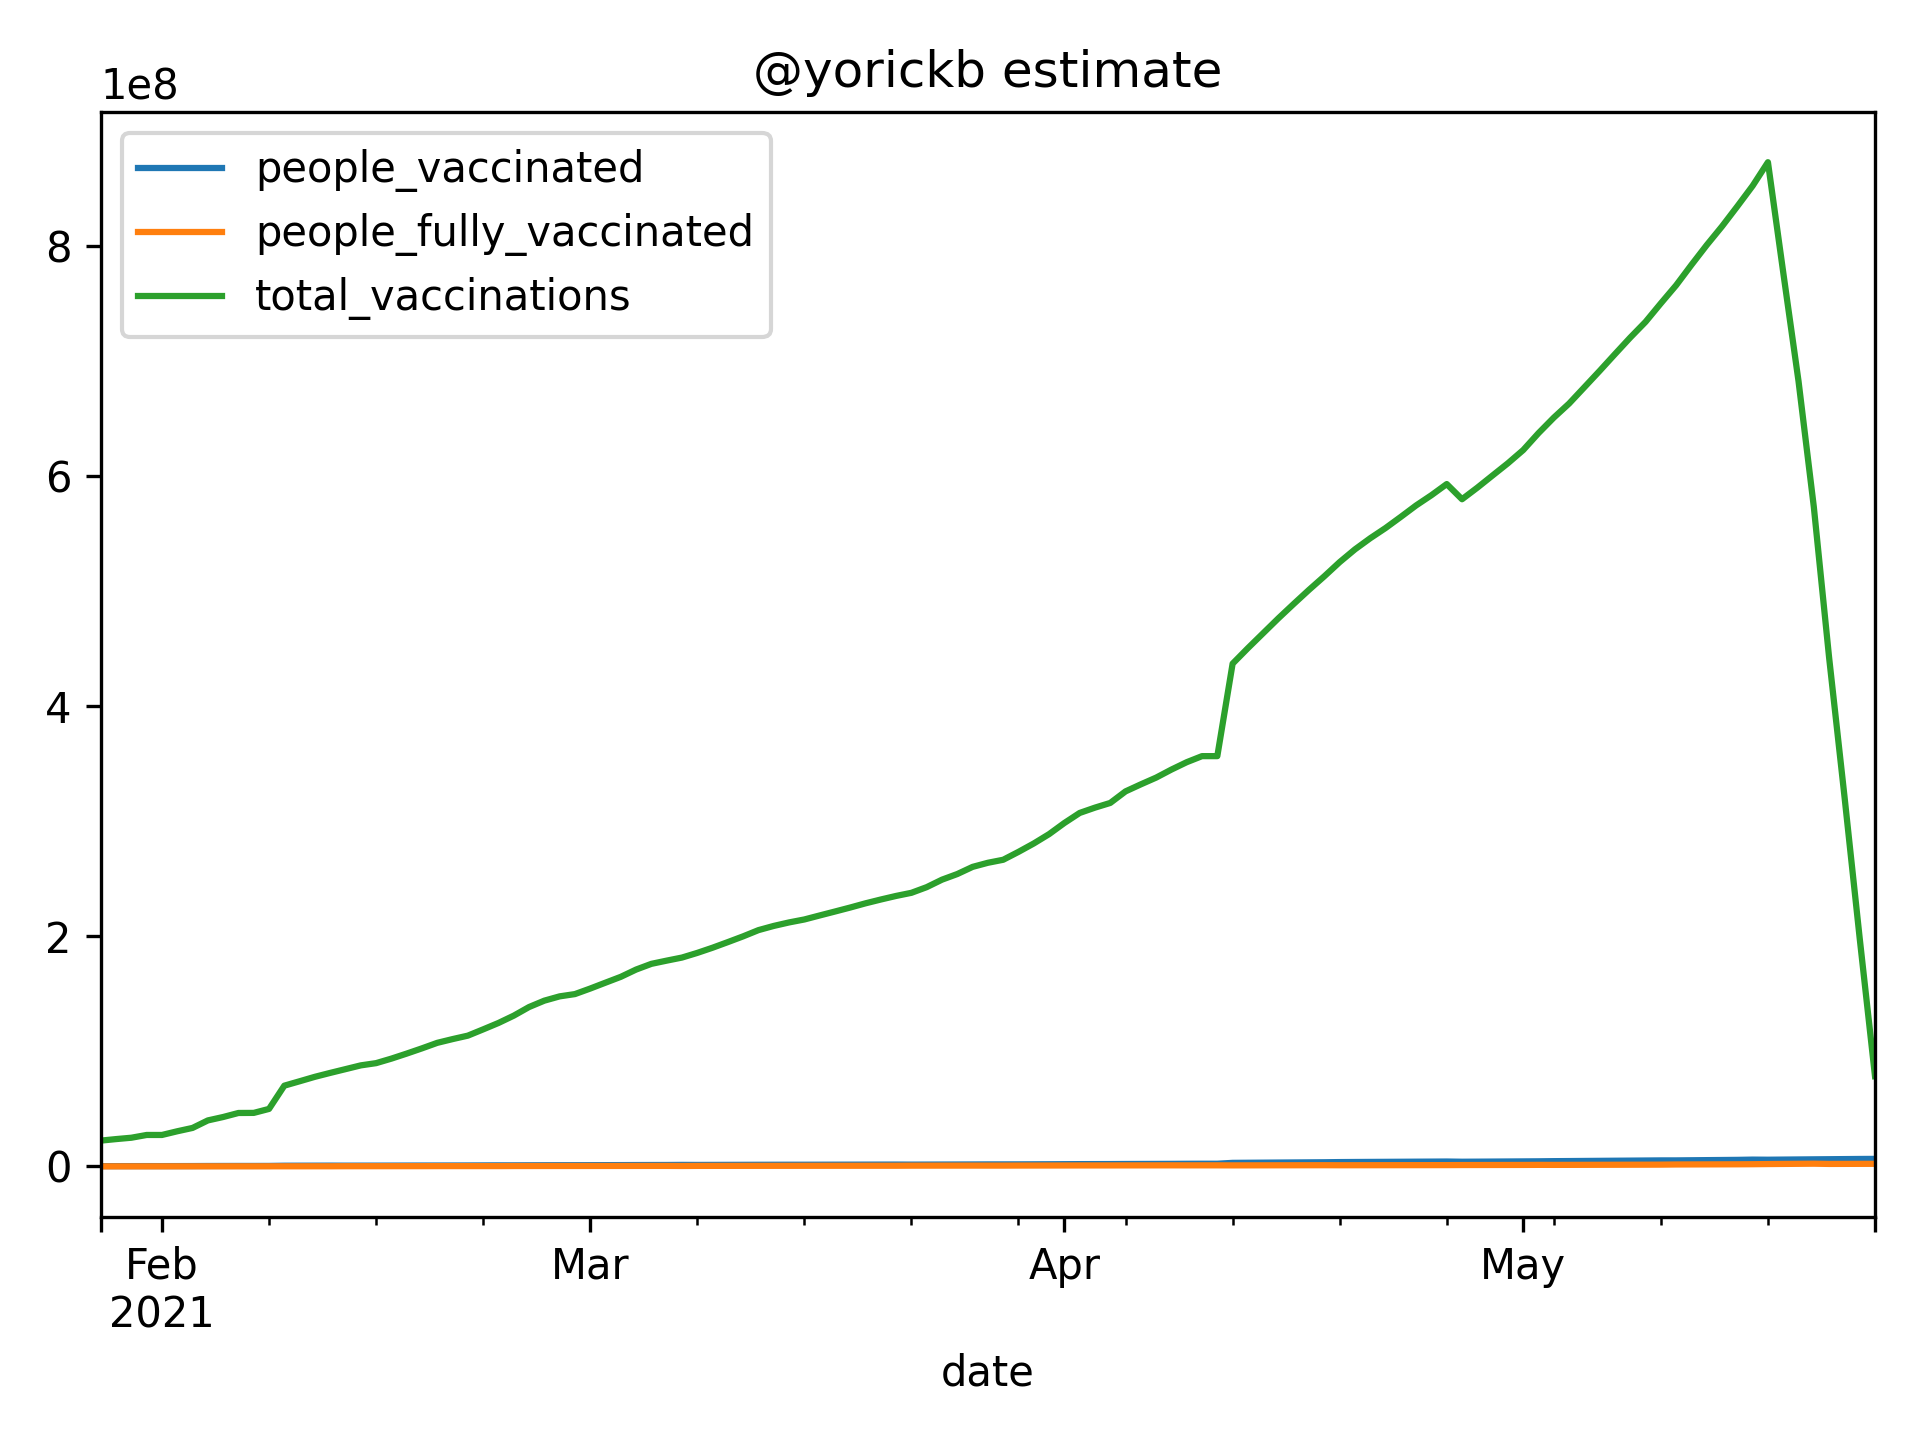 @yorickb estimate
1e8
people_vaccinated
people_fully_vaccinated
total_vaccinations
8
6
4
2
0
Feb Mar Apr May
2021
date